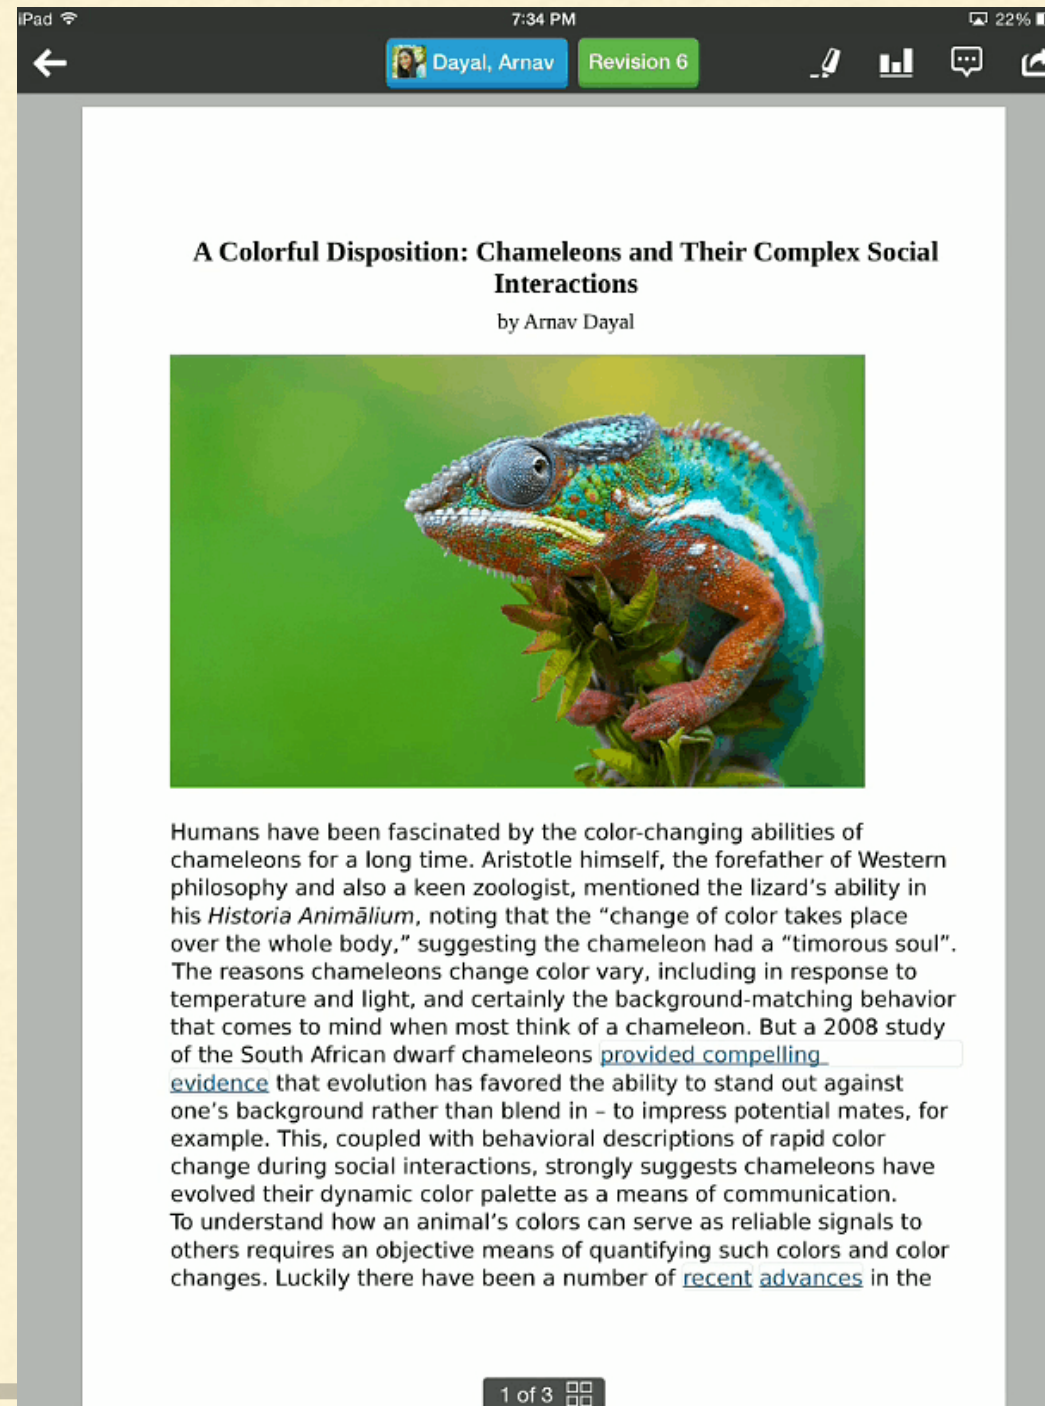 iPad 7:34 PM 22%
Dayal, Arnav Revision 6
A Colorful Disposition: Chameleons and Their Complex Social
Interactions
by Arnav Dayal
Humans have been fascinated by the color-changing abilities of
chameleons for a long time. Aristotle himself, the forefather of Western
philosophy and also a keen zoologist, mentioned the lizard’s ability in
his Historia Animālium, noting that the “change of color takes place
over the whole body,” suggesting the chameleon had a “timorous soul”.
The reasons chameleons change color vary, including in response to
temperature and light, and certainly the background-matching behavior
that comes to mind when most think of a chameleon. But a 2008 study
of the South African dwarf chameleons provided compelling
evidence that evolution has favored the ability to stand out against
one’s background rather than blend in – to impress potential mates, for
example. This, coupled with behavioral descriptions of rapid color
change during social interactions, strongly suggests chameleons have
evolved their dynamic color palette as a means of communication.
To understand how an animal’s colors can serve as reliable signals to
others requires an objective means of quantifying such colors and color
changes. Luckily there have been a number of recent advances in the
1 of 3